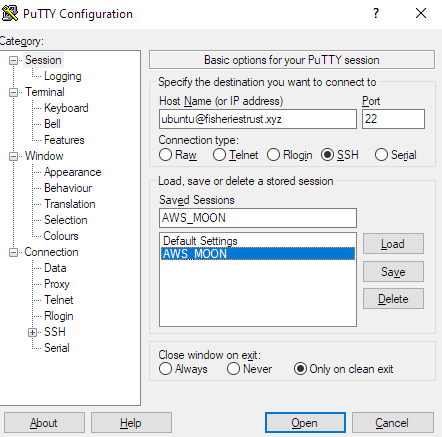 PuTTY Configuration
?
Category:
Session
Logging
Terminal
Keyboard
Bell
Features
Window
Appearance
Behaviour
Translation
Selection
Colours
Connection
Data
Proxy
Telnet
Rlogin
SSH
Serial
Basic options for your PuTTY session
Specify the destination you want to connect to
Host Name (or IP address) Port
ubuntu@fisheriestrust.xyz 22
Connection type:
Raw Telnet Rlogin SSH Serial
Load, save or delete a stored session
Saved Sessions
AWS_MOON
Default Settings
AWS_MOON
Load
Save
Delete
Close window on exit:
Always Never Only on clean exit
About Help Open Cancel